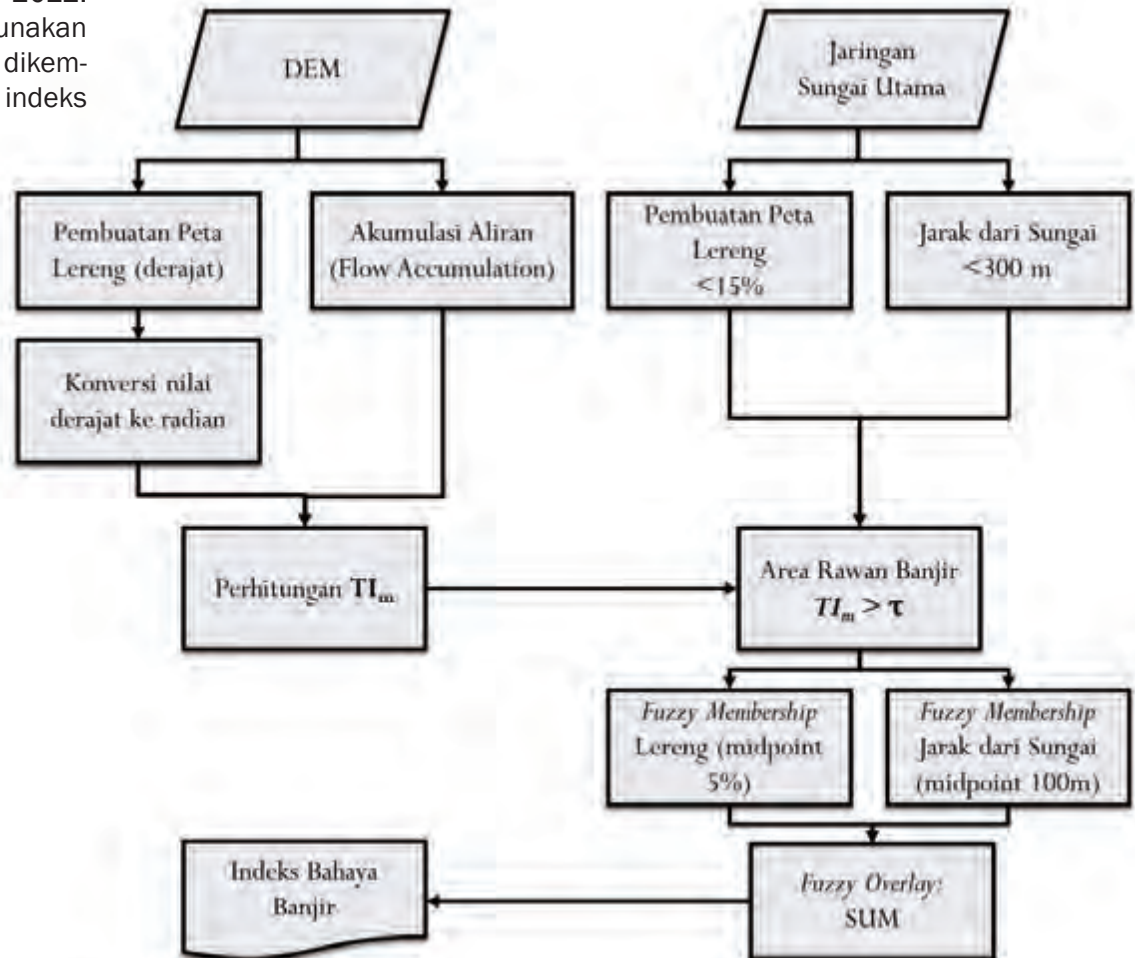 2022.
unakan
dikem-
indeks
DEM
Jaringan
Sungai Utama
Pembuatan Peta
Lereng (derajat)
Akumulasi Aliran
(Flow Accumulation)
Pembuatan Peta
Lereng
<15%
Jarak dari Sungai
<300 m
Konversi nilai
derajat ke radian
Perhitungan TIm
Area Rawan Banjir
TIm > τ
Fuzzy Membership
Lereng (midpoint
5%)
Fuzzy Membership
Jarak dari Sungai
(midpoint 100m)
Indeks Bahaya
Banjir
Fuzzy Overlay:
SUM